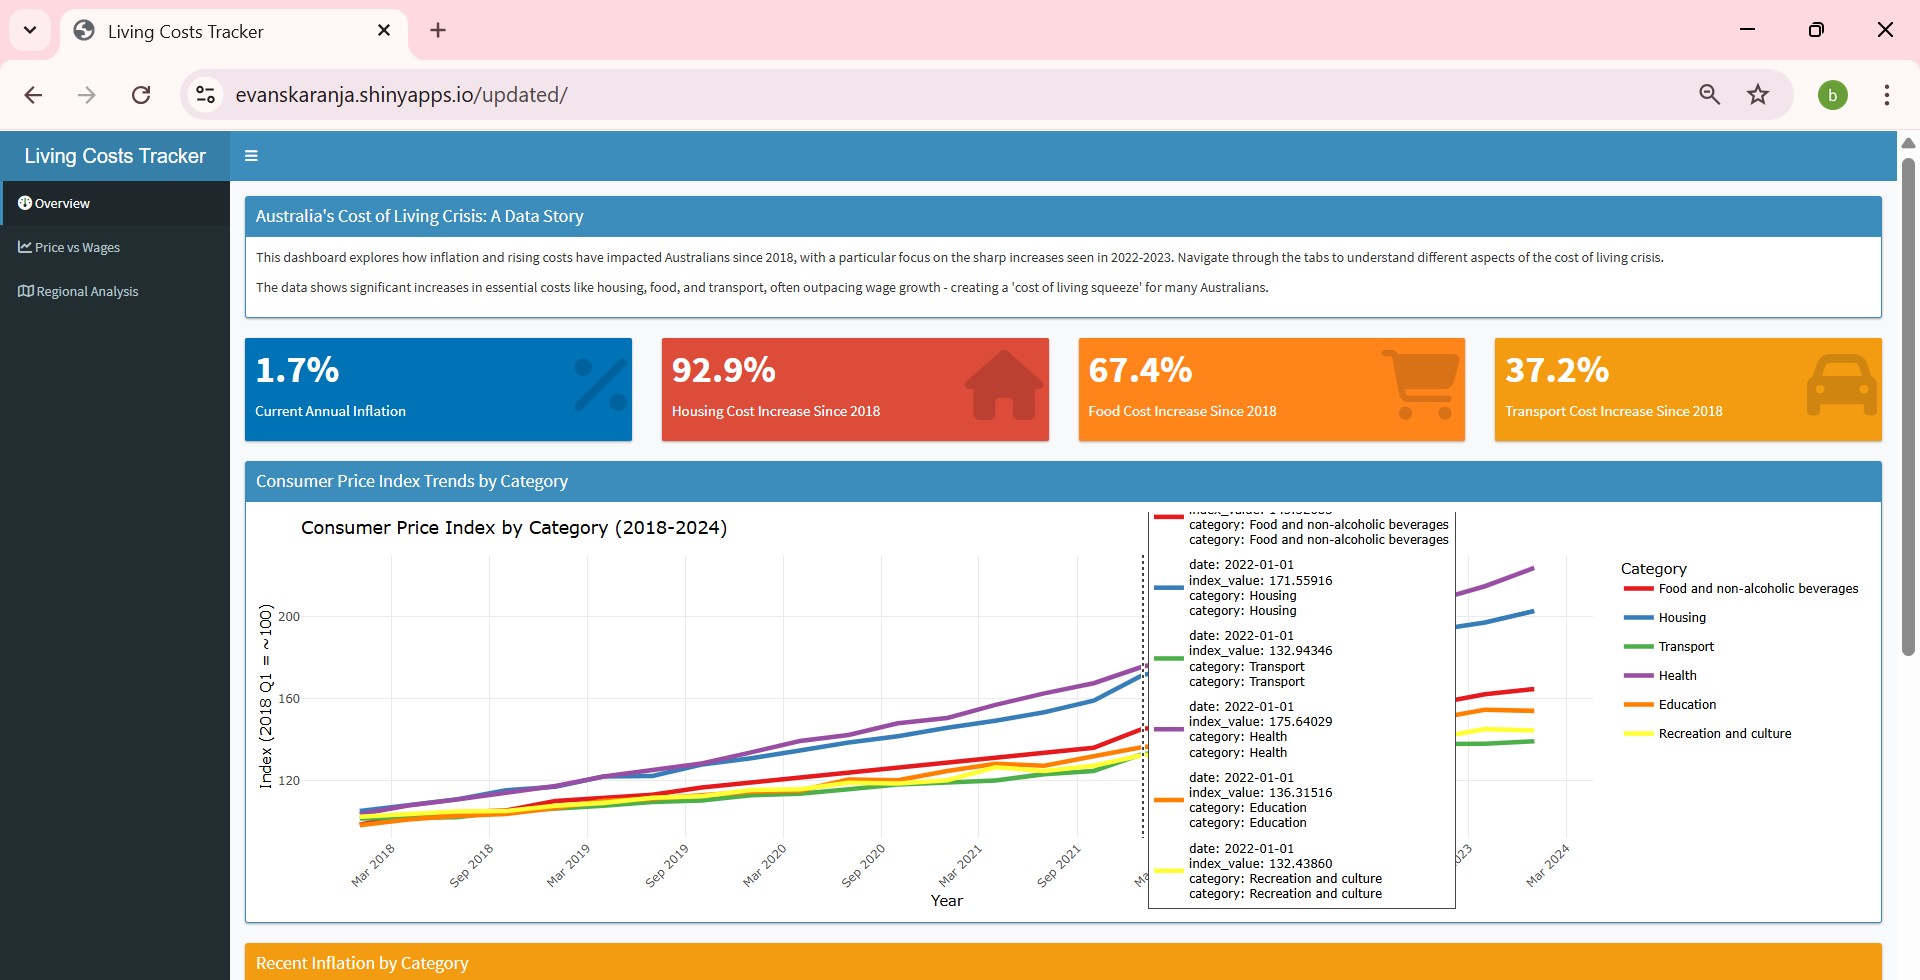 Living Costs Tracker
evanskaranja.shinyapps.io/updated/
b
Living Costs Tracker
Overview
Price vs Wages
Regional Analysis
Australia's Cost of Living Crisis: A Data Story
This dashboard explores how inflation and rising costs have impacted Australians since 2018, with a particular focus on the sharp increases seen in 2022-2023. Navigate through the tabs to understand different aspects of the cost of living crisis.
The data shows significant increases in essential costs like housing, food, and transport, often outpacing wage growth - creating a 'cost of living squeeze' for many Australians.
1.7%
Current Annual Inflation
92.9%
Housing Cost Increase Since 2018
67.4%
Food Cost Increase Since 2018
37.2%
Transport Cost Increase Since 2018
Consumer Price Index Trends by Category
Consumer Price Index by Category (2018-2024)
Index (2018 Q1 = ~100)
200
160
120
Mar 2018
Sep 2018
Mar 2019
Sep 2019
Mar 2020
Sep 2020
Mar 2021
Sep 2021
Mar 2024
Year
category: Food and non-alcoholic beverages
category: Food and non-alcoholic beverages
date: 2022-01-01
index_value: 171.55916
category: Housing
category: Housing
date: 2022-01-01
index_value: 132.94346
category: Transport
category: Transport
date: 2022-01-01
index_value: 175.64029
category: Health
category: Health
date: 2022-01-01
index_value: 136.31516
category: Education
category: Education
date: 2022-01-01
index_value: 132.43860
category: Recreation and culture
category: Recreation and culture
Category
Food and non-alcoholic beverages
Housing
Transport
Health
Education
Recreation and culture
Recent Inflation by Category